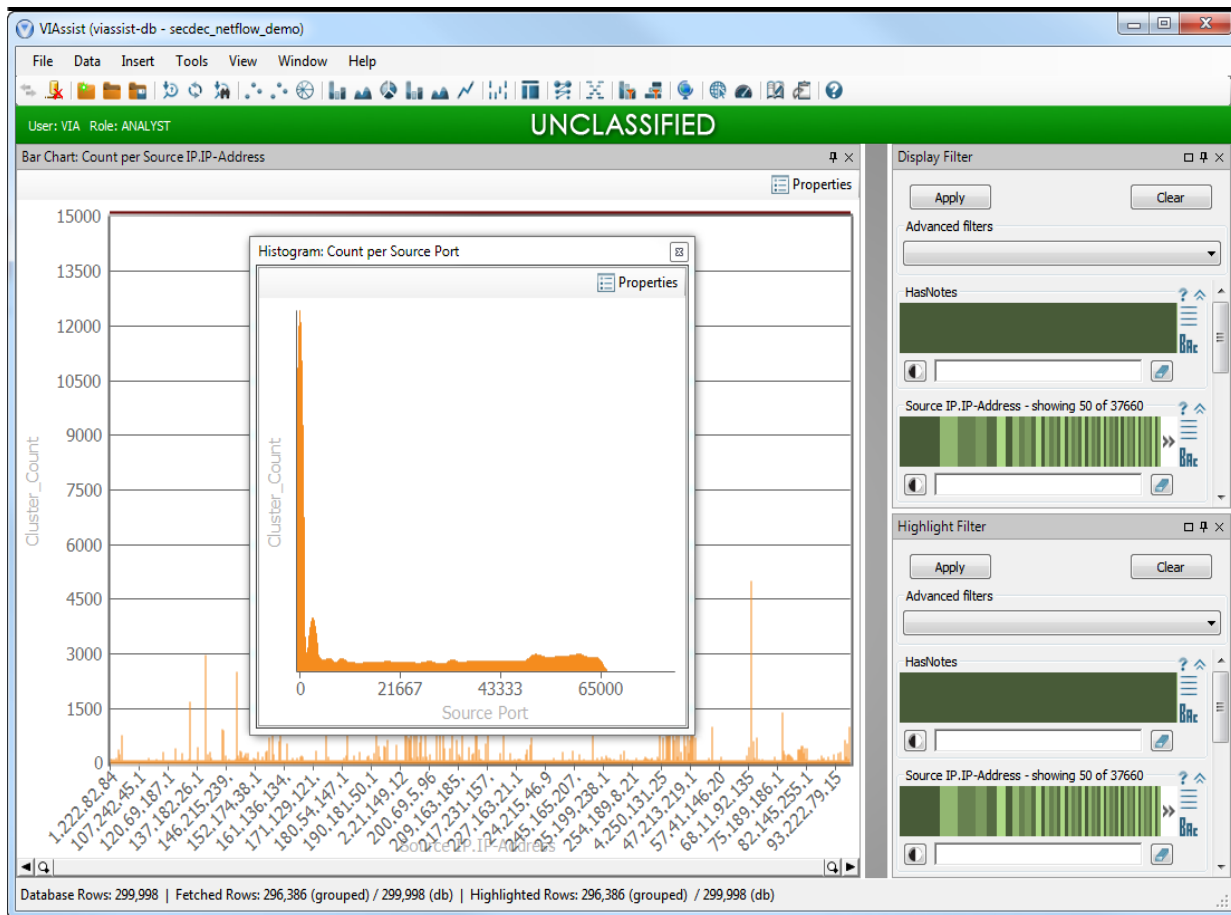 VIAssist (viassist-db - secdec_netflow_demo)
File Data Insert Tools View Window Help
User: VIA Role: ANALYST
UNCLASSIFIED
Bar Chart: Count per Source IP.IP-Address
Properties
15000
13500
12000
10500
9000
7500
6000
4500
3000
1500
0
Cluster_Count
1.222.82.84
107.242.45.1
120.69.187.1
137.182.26.1
146.215.239.
152.174.38.1
161.136.134.
171.129.121.
180.54.147.1
190.181.50.1
2.21.149.12
200.69.5.96
209.163.185.
217.231.157.
227.163.21.1
245.165.207.
254.189.8.21
4.250.131.25
47.213.219.1
57.41.146.20
68.11.92.135
75.189.186.1
82.145.255.1
93.222.79.15
Source IP.IP-Address
Histogram: Count per Source Port
Properties
Cluster_Count
0 21667 43333 65000
Source Port
Display Filter
Apply Clear
Advanced filters
HasNotes
BAc
Source IP.IP-Address - showing 50 of 37660
BAc
Highlight Filter
Apply Clear
Advanced filters
HasNotes
BAc
Source IP.IP-Address - showing 50 of 37660
BAc
Database Rows: 299,998 | Fetched Rows: 296,386 (grouped) / 299,998 (db) | Highlighted Rows: 296,386 (grouped) / 299,998 (db)